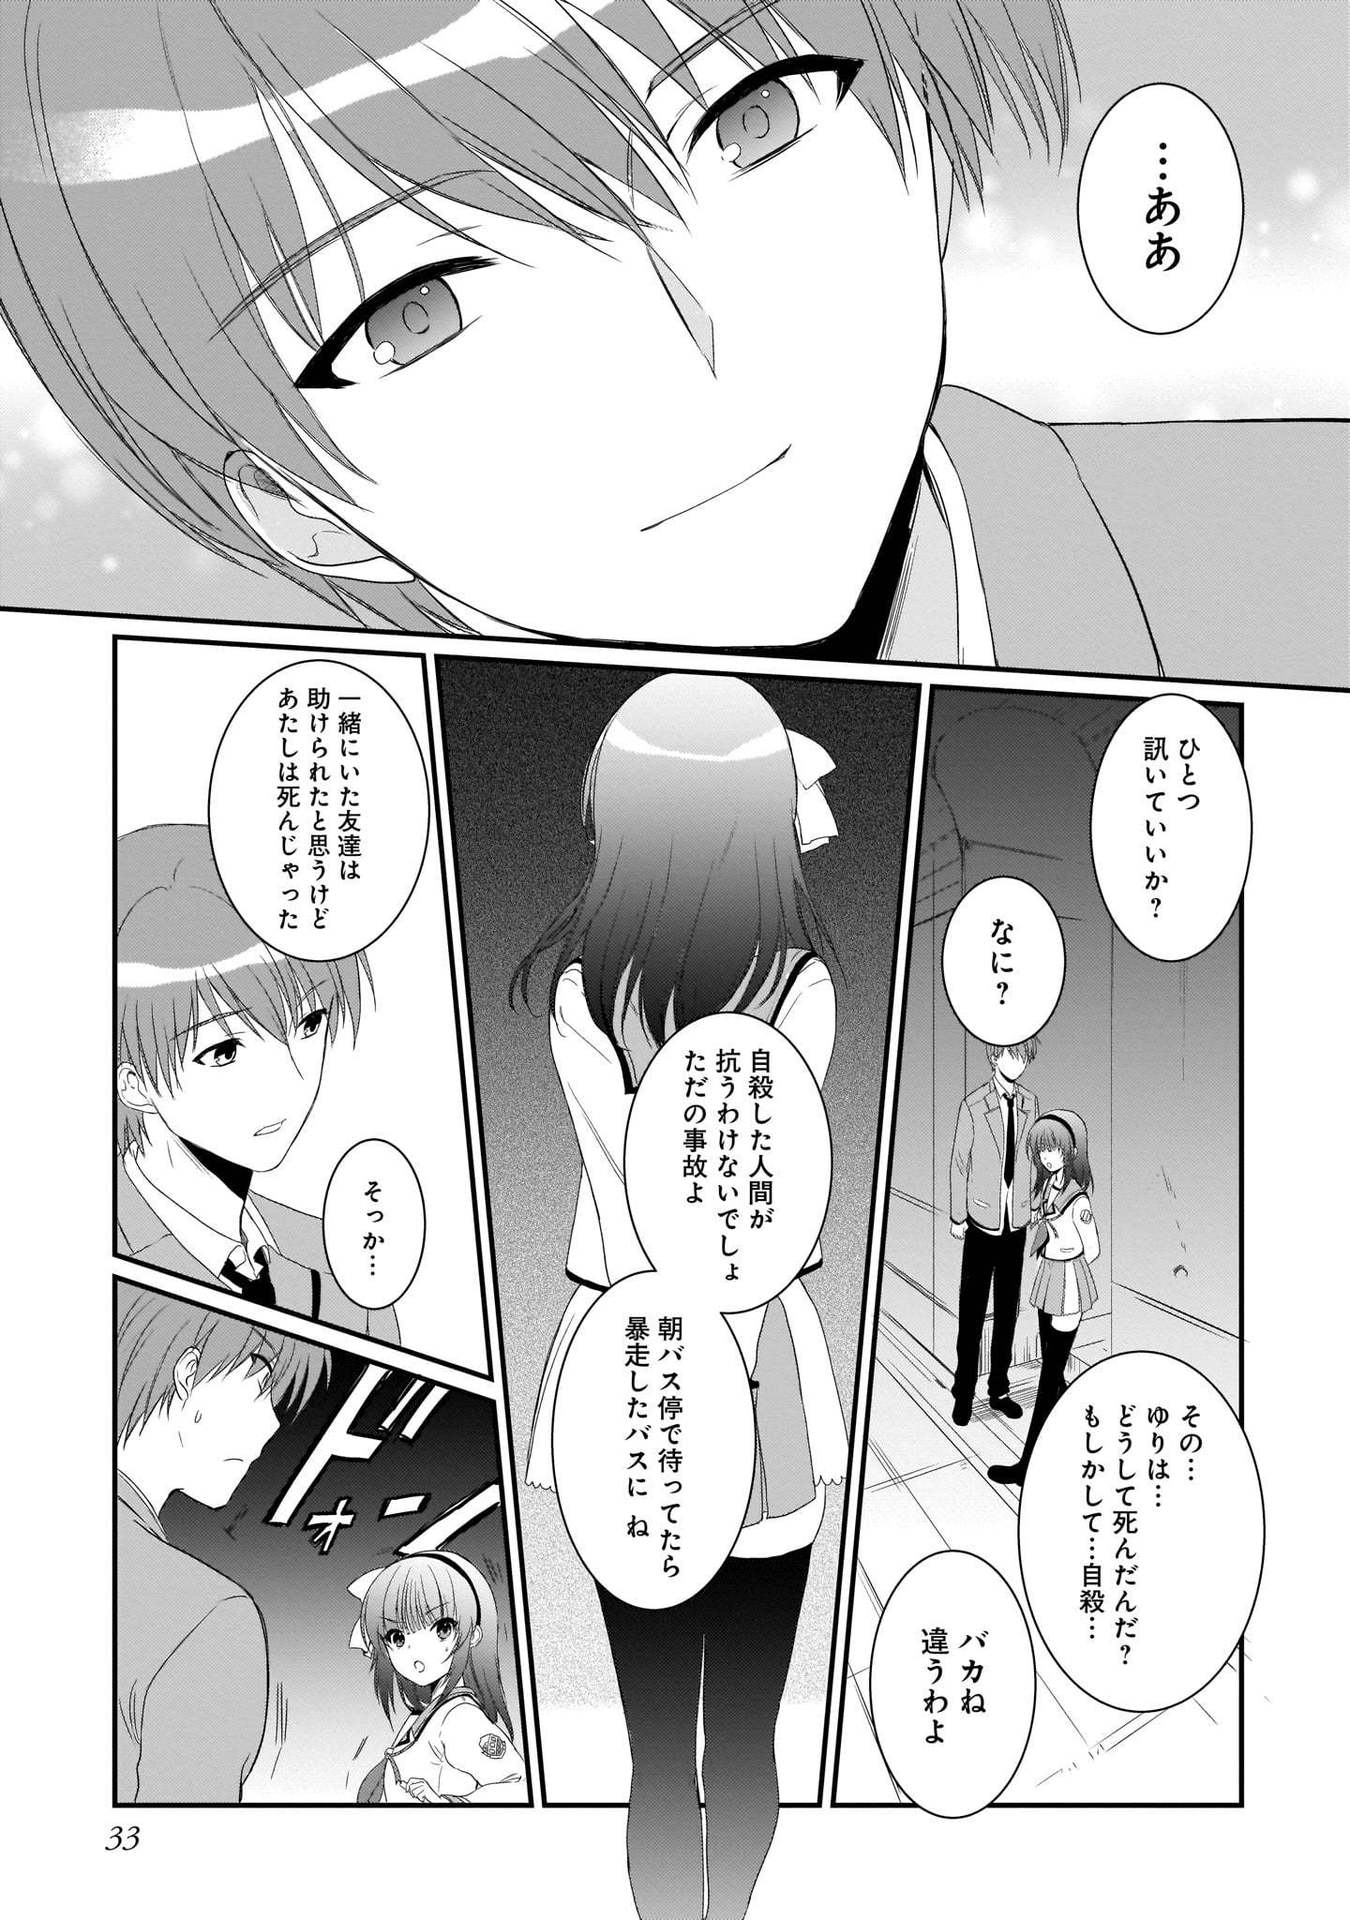 …ああ
ひとつ
訊いていいか?
なに?
その…
ゆりは…
どうして死んだんだ?
もしかして…自殺…
バカね
違うわよ
自殺した人間が
抗うわけないでしょ
ただの事故よ
朝バス停で待ってたら
暴走したバスに ね
一緒にいた友達は
助けられたと思うけど
あたしは死んじゃった
そっか…
ドォン
33